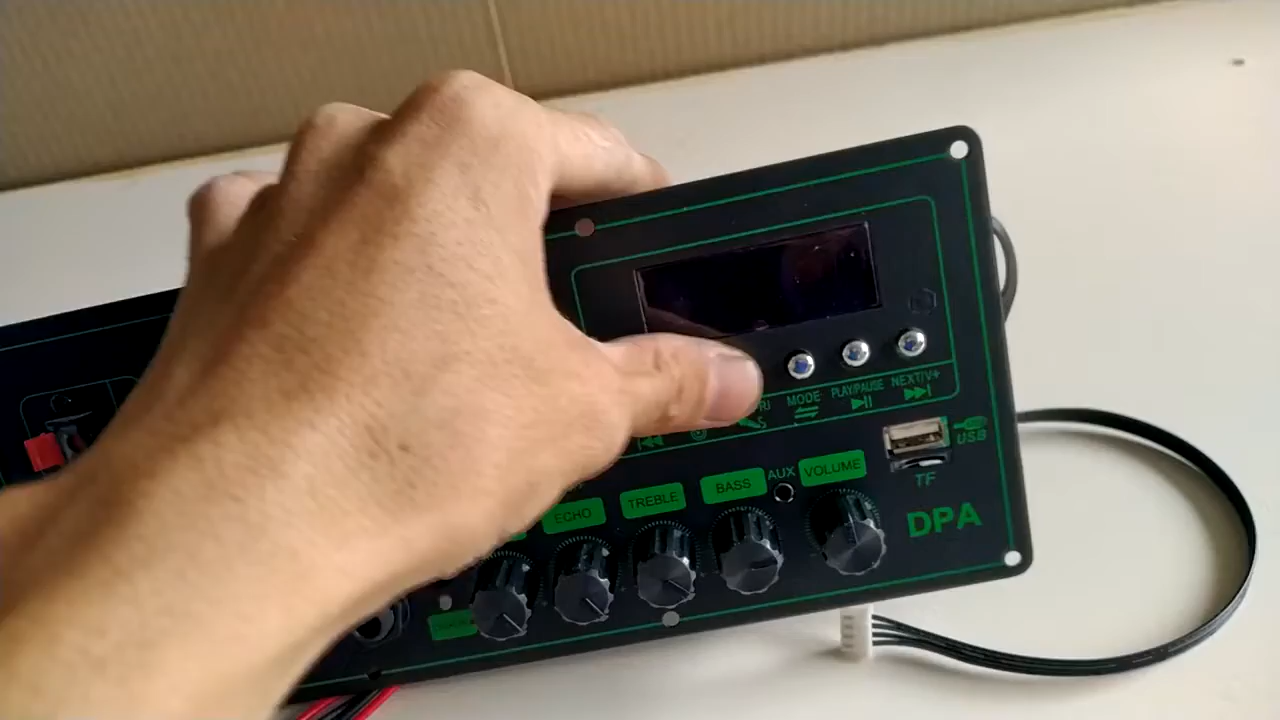 MODE
PLAY/PAUSE
NEXT/V+
USB
TF
ECHO
TREBLE
BASS
AUX
VOLUME
DPA